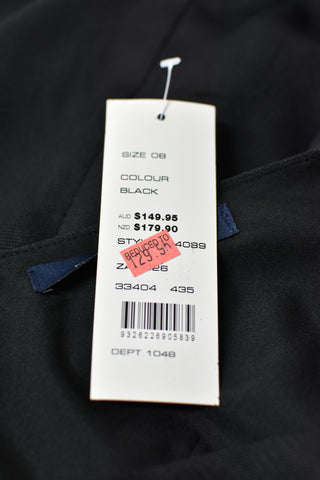 SIZE 08
COLOUR
BLACK
AUD $149.95
NZD $179.90
REDUCED TO
129.95
4089
26
33404 435
9326226905839
DEPT 1048